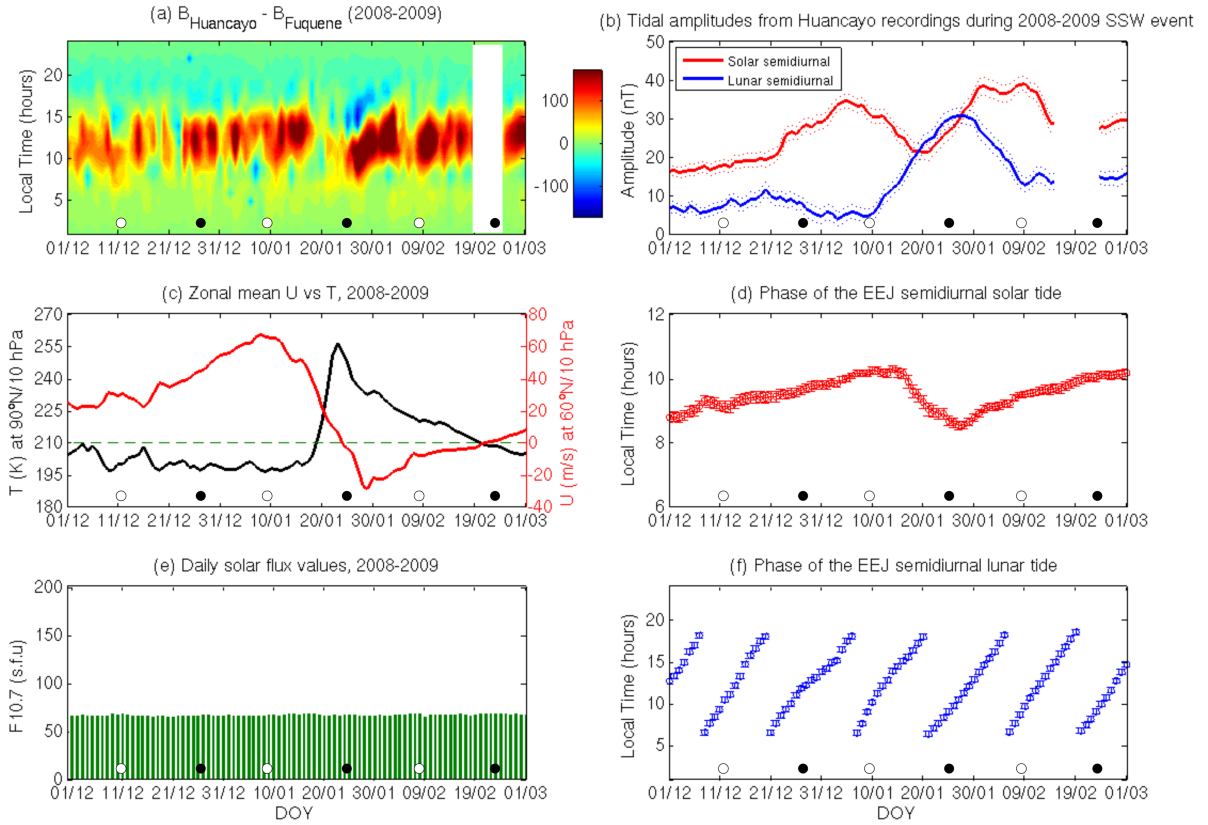 (a) B_Huancayo - B_Fuquene (2008-2009)
Local Time (hours)
20
15
10
5
01/12 11/12 21/12 31/12 10/01 20/01 30/01 09/02 19/02 01/03
100
0
-100
(b) Tidal amplitudes from Huancayo recordings during 2008-2009 SSW event
Solar semidiurnal
Lunar semidiurnal
Amplitude (nT)
50
40
30
20
10
0
01/12 11/12 21/12 31/12 10/01 20/01 30/01 09/02 19/02 01/03
(c) Zonal mean U vs T, 2008-2009
T (K) at 90°N/10 hPa
270
255
240
225
210
195
180
80
60
40
20
0
-20
-40
U (m/s) at 60°N/10 hPa
01/12 11/12 21/12 31/12 10/01 20/01 30/01 09/02 19/02 01/03
(d) Phase of the EEJ semidiurnal solar tide
Local Time (hours)
12
10
8
6
01/12 11/12 21/12 31/12 10/01 20/01 30/01 09/02 19/02 01/03
(e) Daily solar flux values, 2008-2009
F10.7 (s.f.u)
200
150
100
50
0
01/12 11/12 21/12 31/12 10/01 20/01 30/01 09/02 19/02 01/03
DOY
(f) Phase of the EEJ semidiurnal lunar tide
Local Time (hours)
20
15
10
5
01/12 11/12 21/12 31/12 10/01 20/01 30/01 09/02 19/02 01/03
DOY